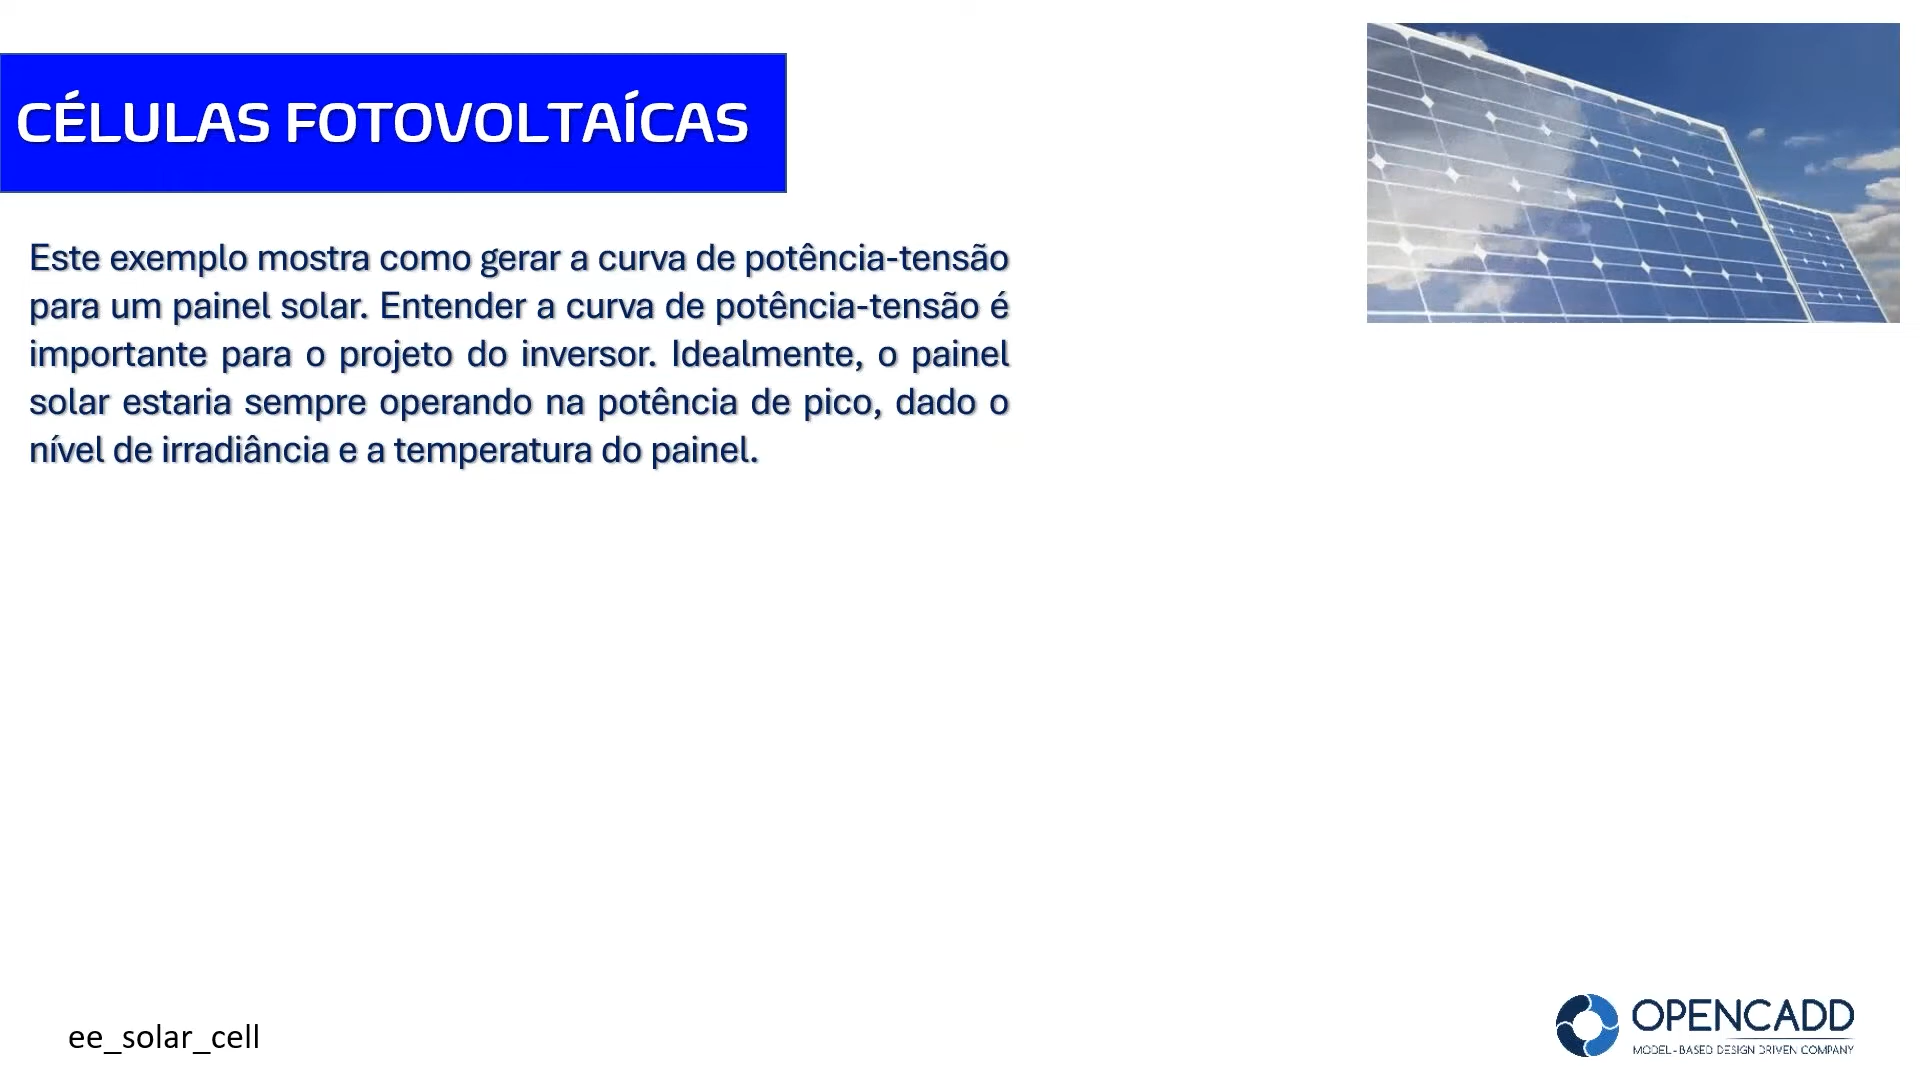 CÉLULAS FOTOVOLTAÍCAS
Este exemplo mostra como gerar a curva de potência-tensão
para um painel solar. Entender a curva de potência-tensão é
importante para o projeto do inversor. Idealmente, o painel
solar estaria sempre operando na potência de pico, dado o
nível de irradiância e a temperatura do painel.
ee_solar_cell
OPENCADD
MODEL-BASED DESIGN DRIVEN COMPANY